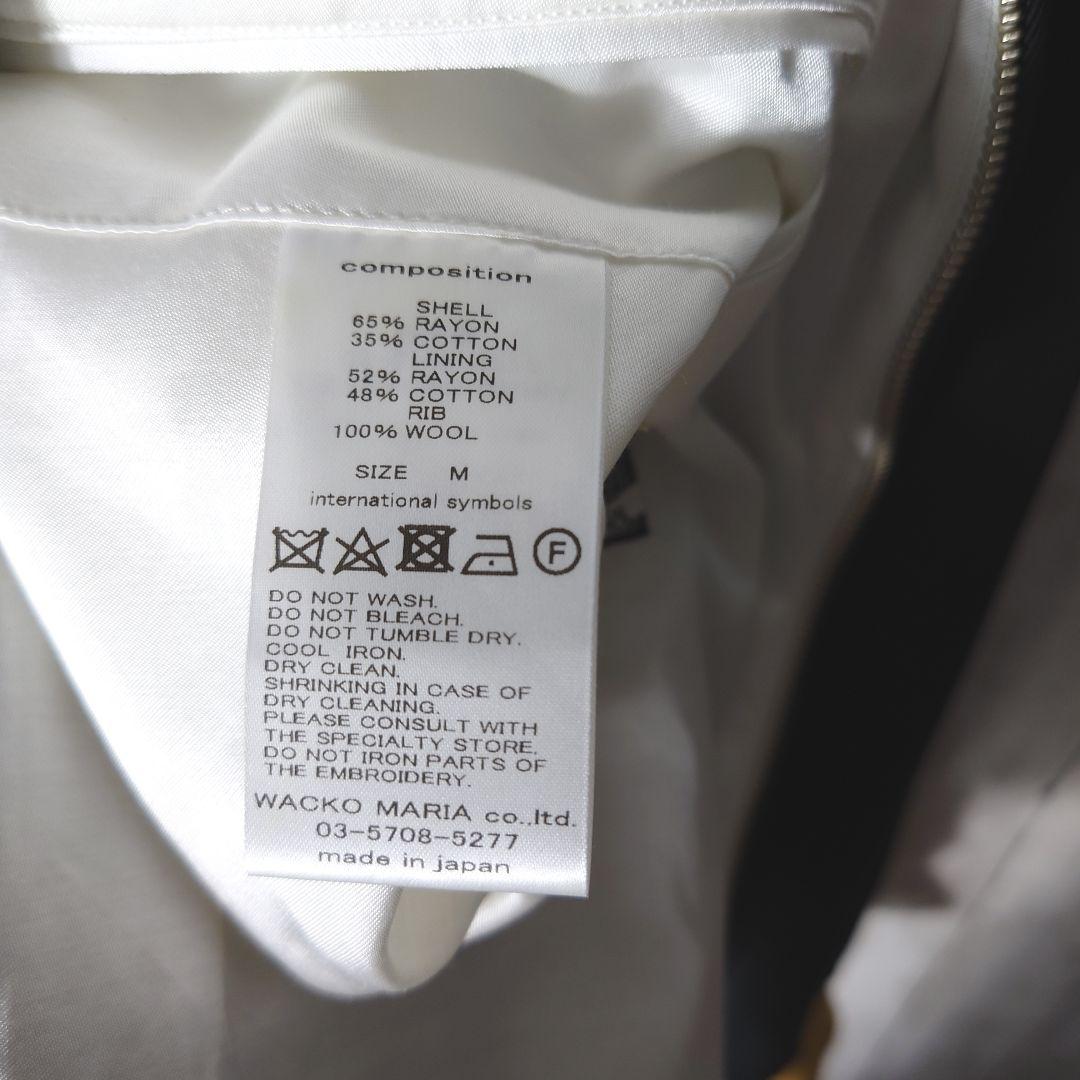 composition
SHELL
65% RAYON
35% COTTON
LINING
52% RAYON
48% COTTON
RIB
100% WOOL
SIZE M
international symbols
F
DO NOT WASH.
DO NOT BLEACH.
DO NOT TUMBLE DRY.
COOL IRON.
DRY CLEAN.
SHRINKING IN CASE OF
DRY CLEANING.
PLEASE CONSULT WITH
THE SPECIALTY STORE.
DO NOT IRON PARTS OF
THE EMBROIDERY.
WACKO MARIA co.,ltd.
03-5708-5277
made in japan